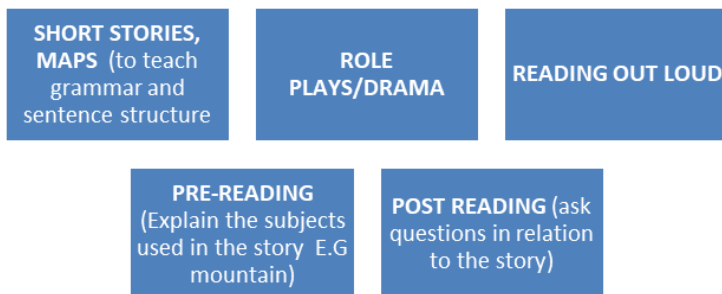 SHORT STORIES,
MAPS (to teach
grammar and
sentence structure
ROLE
PLAYS/DRAMA
READING OUT LOUD
PRE-READING
(Explain the subjects
used in the story E.G
mountain)
POST READING (ask
questions in relation
to the story)